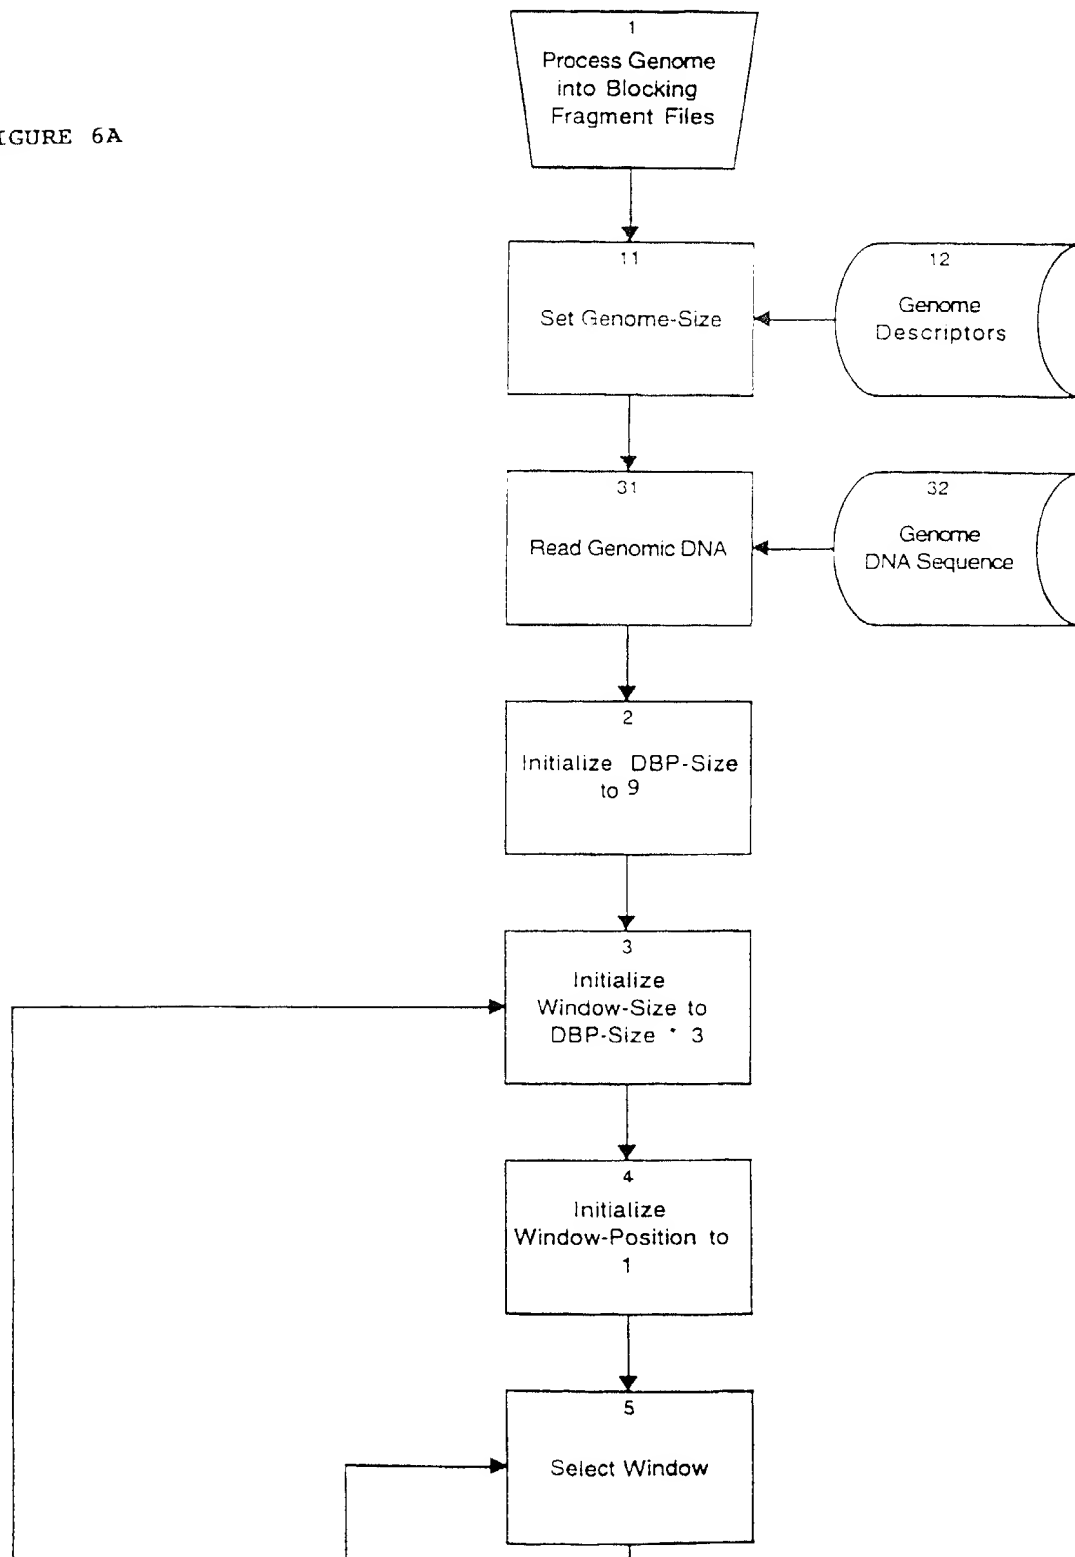 1
Process Genome
into Blocking
Fragment Files
IGURE 6A
11
Set Genome-Size
12
Genome
Descriptors
31
Read Genomic DNA
32
Genome
DNA Sequence
2
Initialize DBP-Size
to 9
3
Initialize
Window-Size to
DBP-Size * 3
4
Initialize
Window-Position to
1
5
Select Window